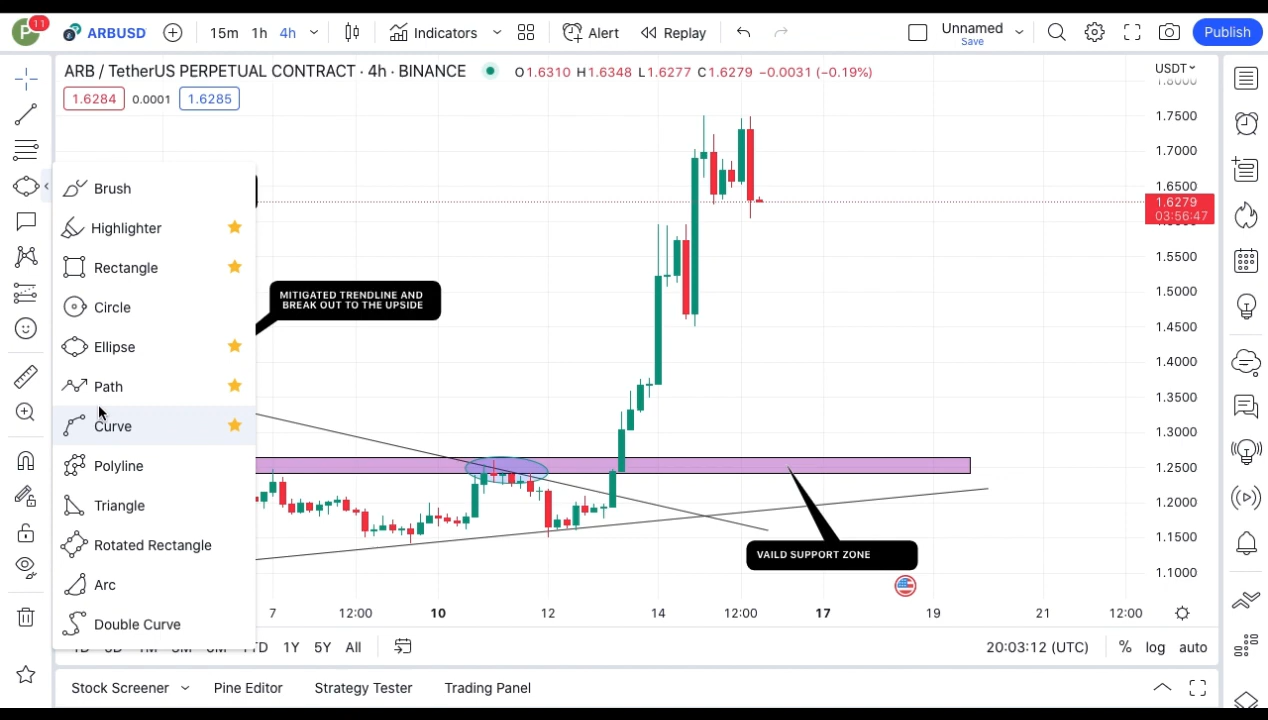 P 11 ARBUSD 15m 1h 4h Indicators Alert Replay Unnamed Save Publish
ARB / TetherUS PERPETUAL CONTRACT · 4h · BINANCE O1.6310 H1.6348 L1.6277 C1.6279 −0.0031 (−0.19%) USDT
1.6284 0.0001 1.6285
1.8000
1.7500
1.7000
1.6500
1.6279
03:56:47
1.5500
1.5000
1.4500
1.4000
1.3500
1.3000
1.2500
1.2000
1.1500
1.1000
Brush
Highlighter
Rectangle
Circle
Ellipse
Path
Curve
Polyline
Triangle
Rotated Rectangle
Arc
Double Curve
MITIGATED TRENDLINE AND
BREAK OUT TO THE UPSIDE
VAILD SUPPORT ZONE
7 12:00 10 12 14 12:00 17 19 21 12:00
1Y 5Y All 20:03:12 (UTC) % log auto
Stock Screener Pine Editor Strategy Tester Trading Panel